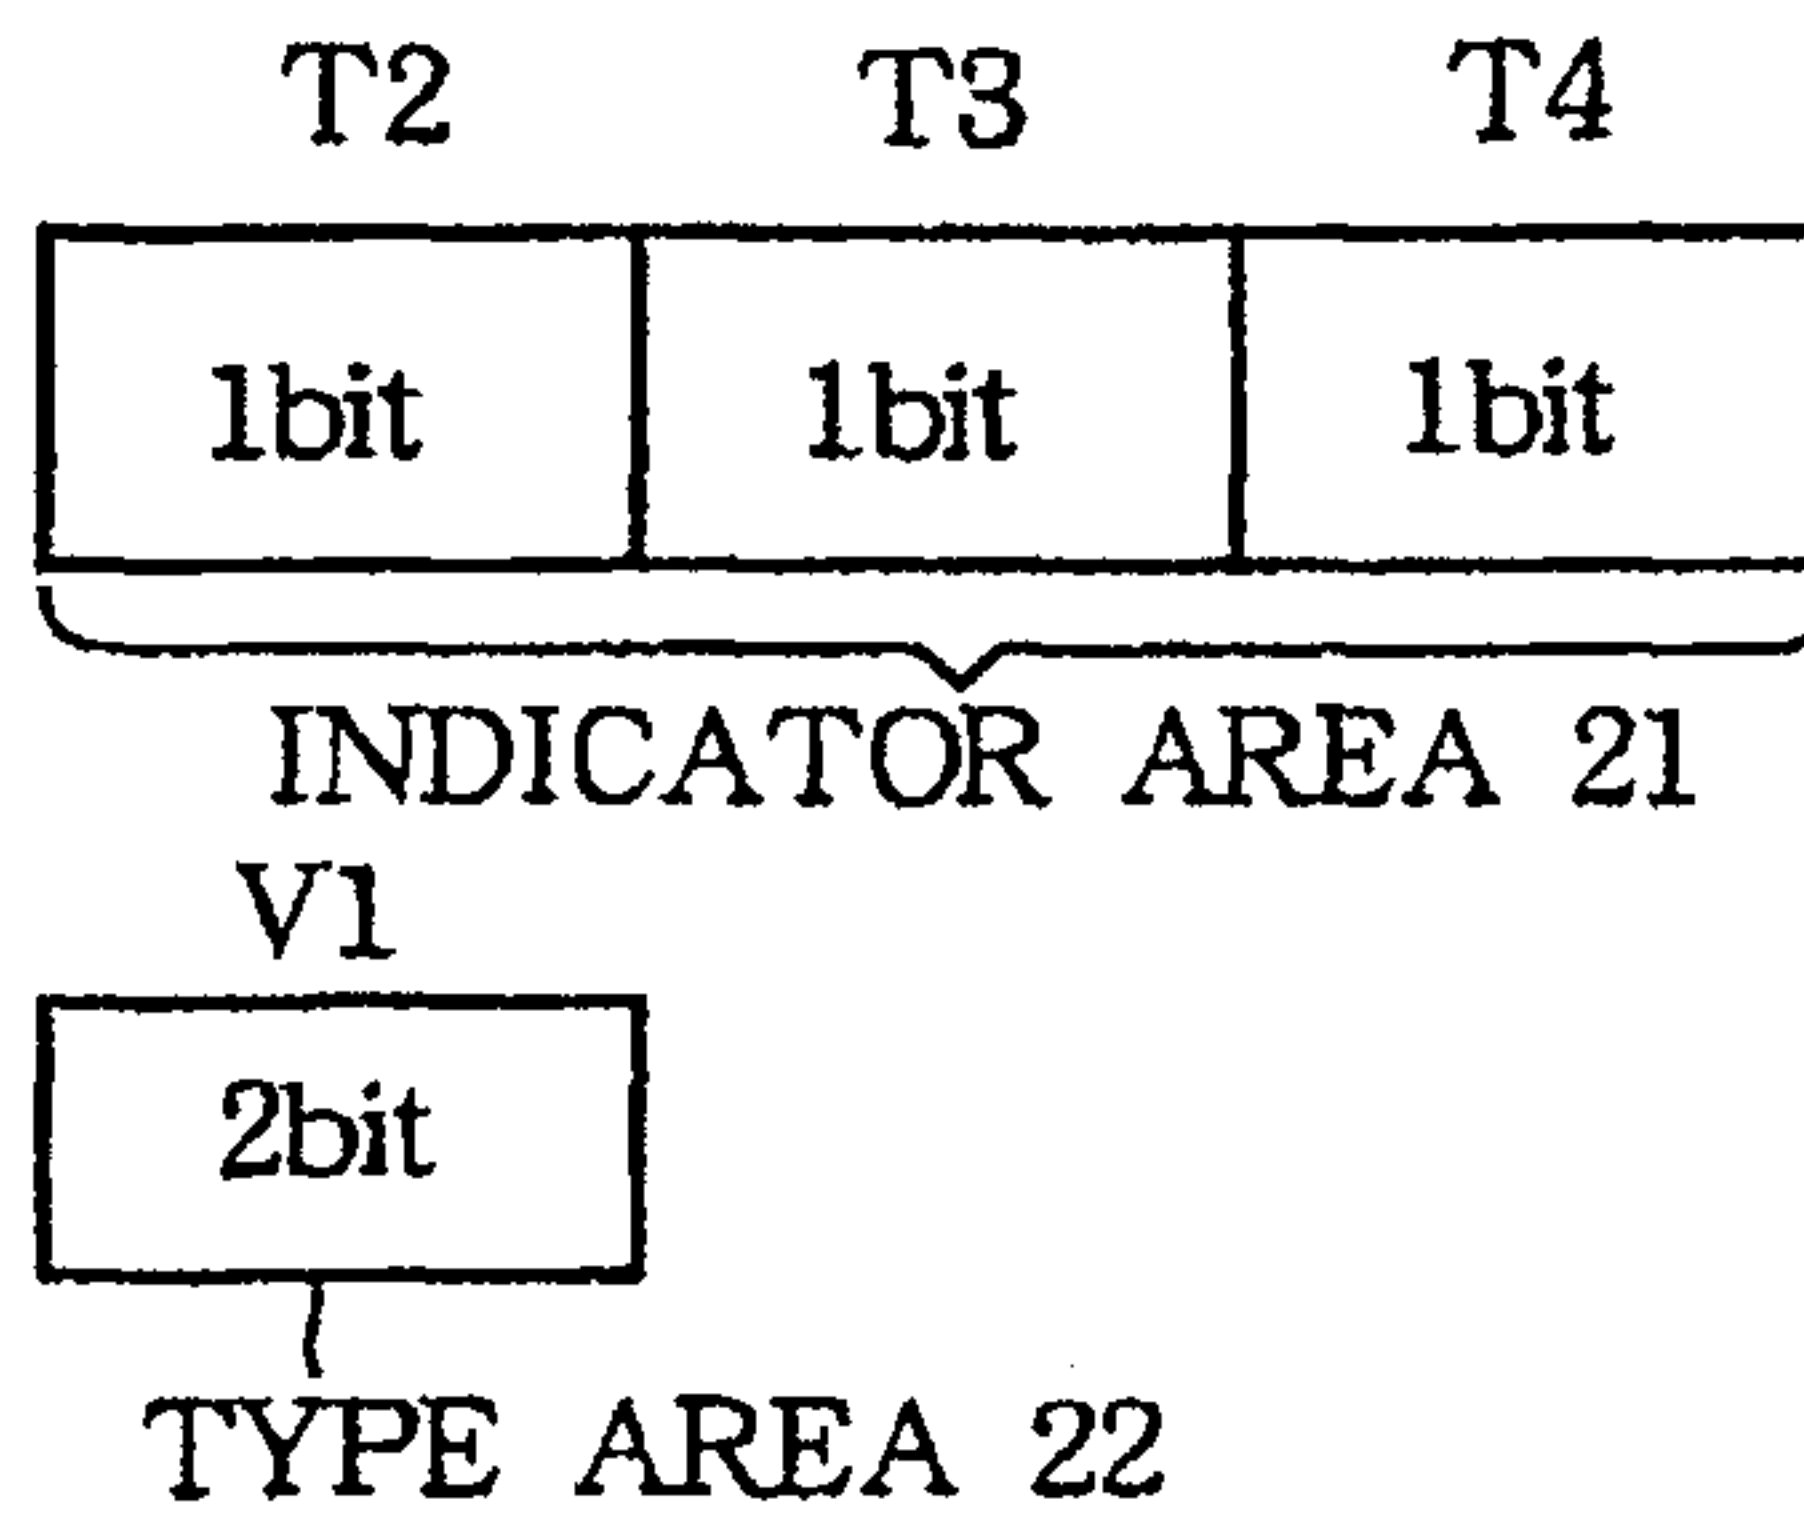 T2 T3 T4
1bit 1bit 1bit
INDICATOR AREA 21
V1
2bit
TYPE AREA 22